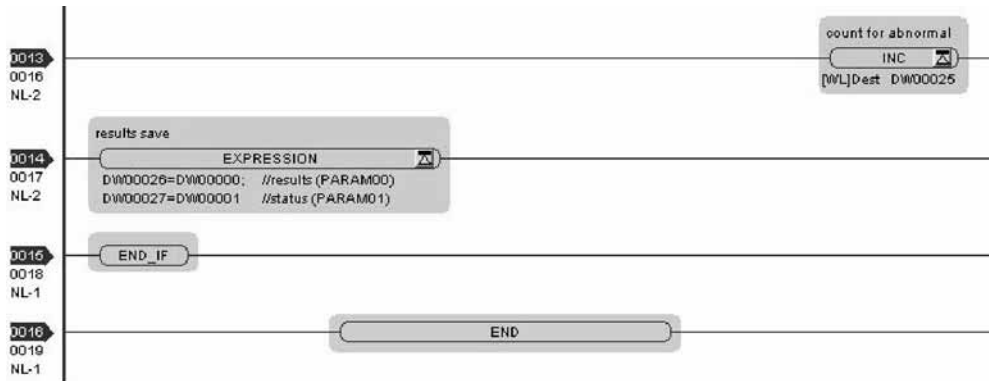 count for abnormal
0013
INC
0016
[WL]Dest DW00025
NL-2
results save
0014
EXPRESSION
0017
DW00026=DW00000; //results (PARAM00)
NL-2
DW00027=DW00001 //status (PARAM01)
0015
END_IF
0018
NL-1
0016
END
0019
NL-1